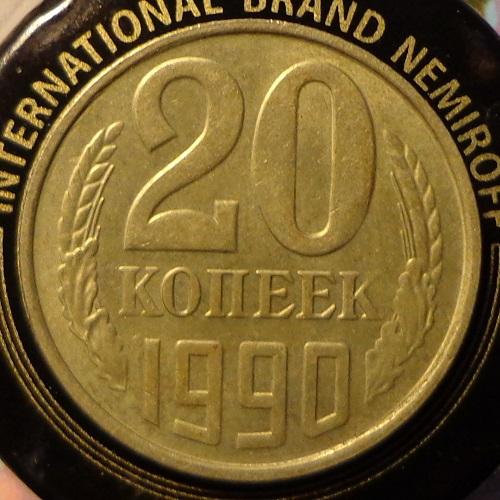 INTERNATIONAL BRAND NEMIROFF
20
КОПЕЕК
1990